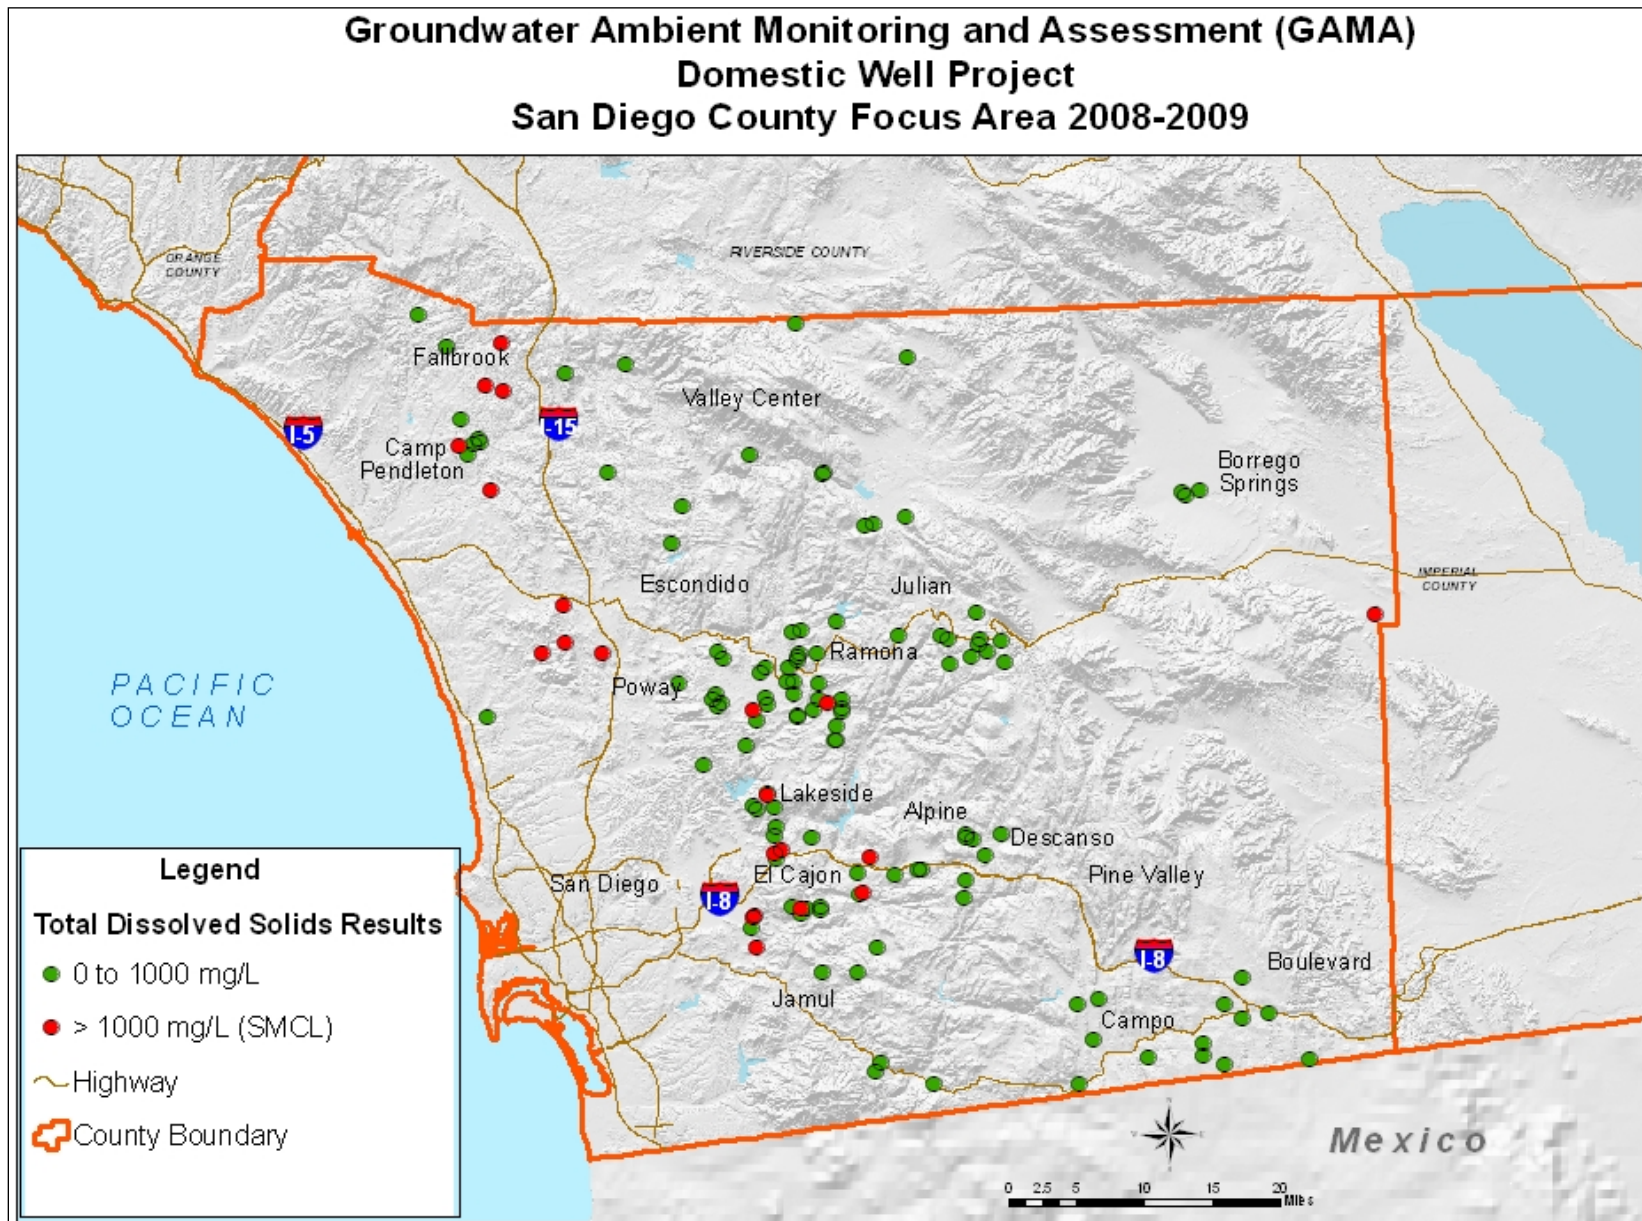 Groundwater Ambient Monitoring and Assessment (GAMA)
Domestic Well Project
San Diego County Focus Area 2008-2009
ORANGE
COUNTY
RIVERSIDE COUNTY
Fallbrook
Valley Center
I-5
I-15
Camp
Pendleton
Borrego
Springs
IMPERIAL
COUNTY
Escondido
Julian
Ramona
Poway
PACIFIC
OCEAN
Lakeside
Alpine
Descanso
San Diego
El Cajon
Pine Valley
I-8
I-8
Boulevard
Jamul
Campo
Mexico
Legend
Total Dissolved Solids Results
0 to 1000 mg/L
> 1000 mg/L (SMCL)
Highway
County Boundary
0 2.5 5 10 15 20
Miles